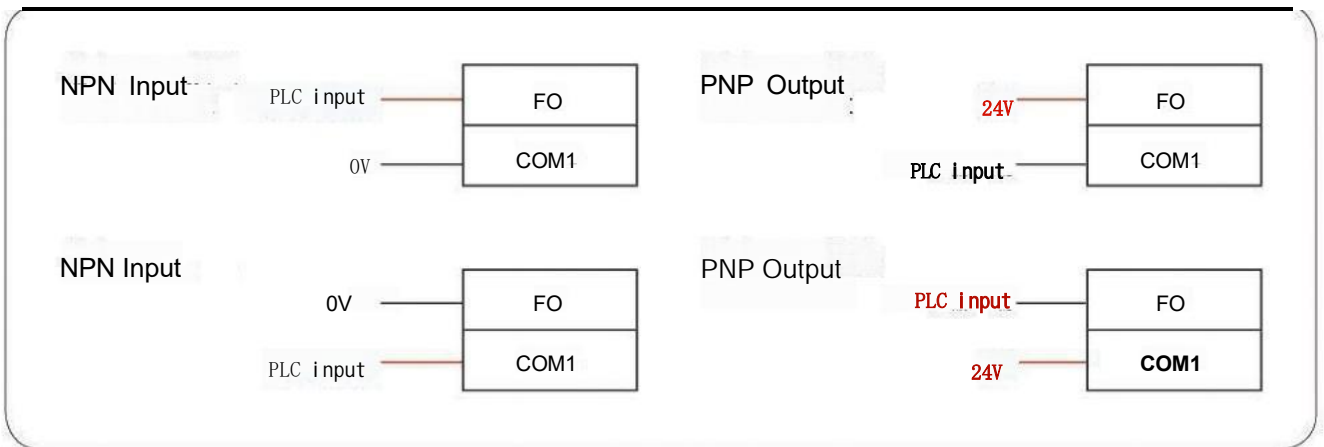 NPN Input
PLC input
FO
0V
COM1
PNP Output
:
24V
FO
PLC input
COM1
NPN Input
0V
FO
PLC input
COM1
PNP Output
PLC input
FO
24V
COM1